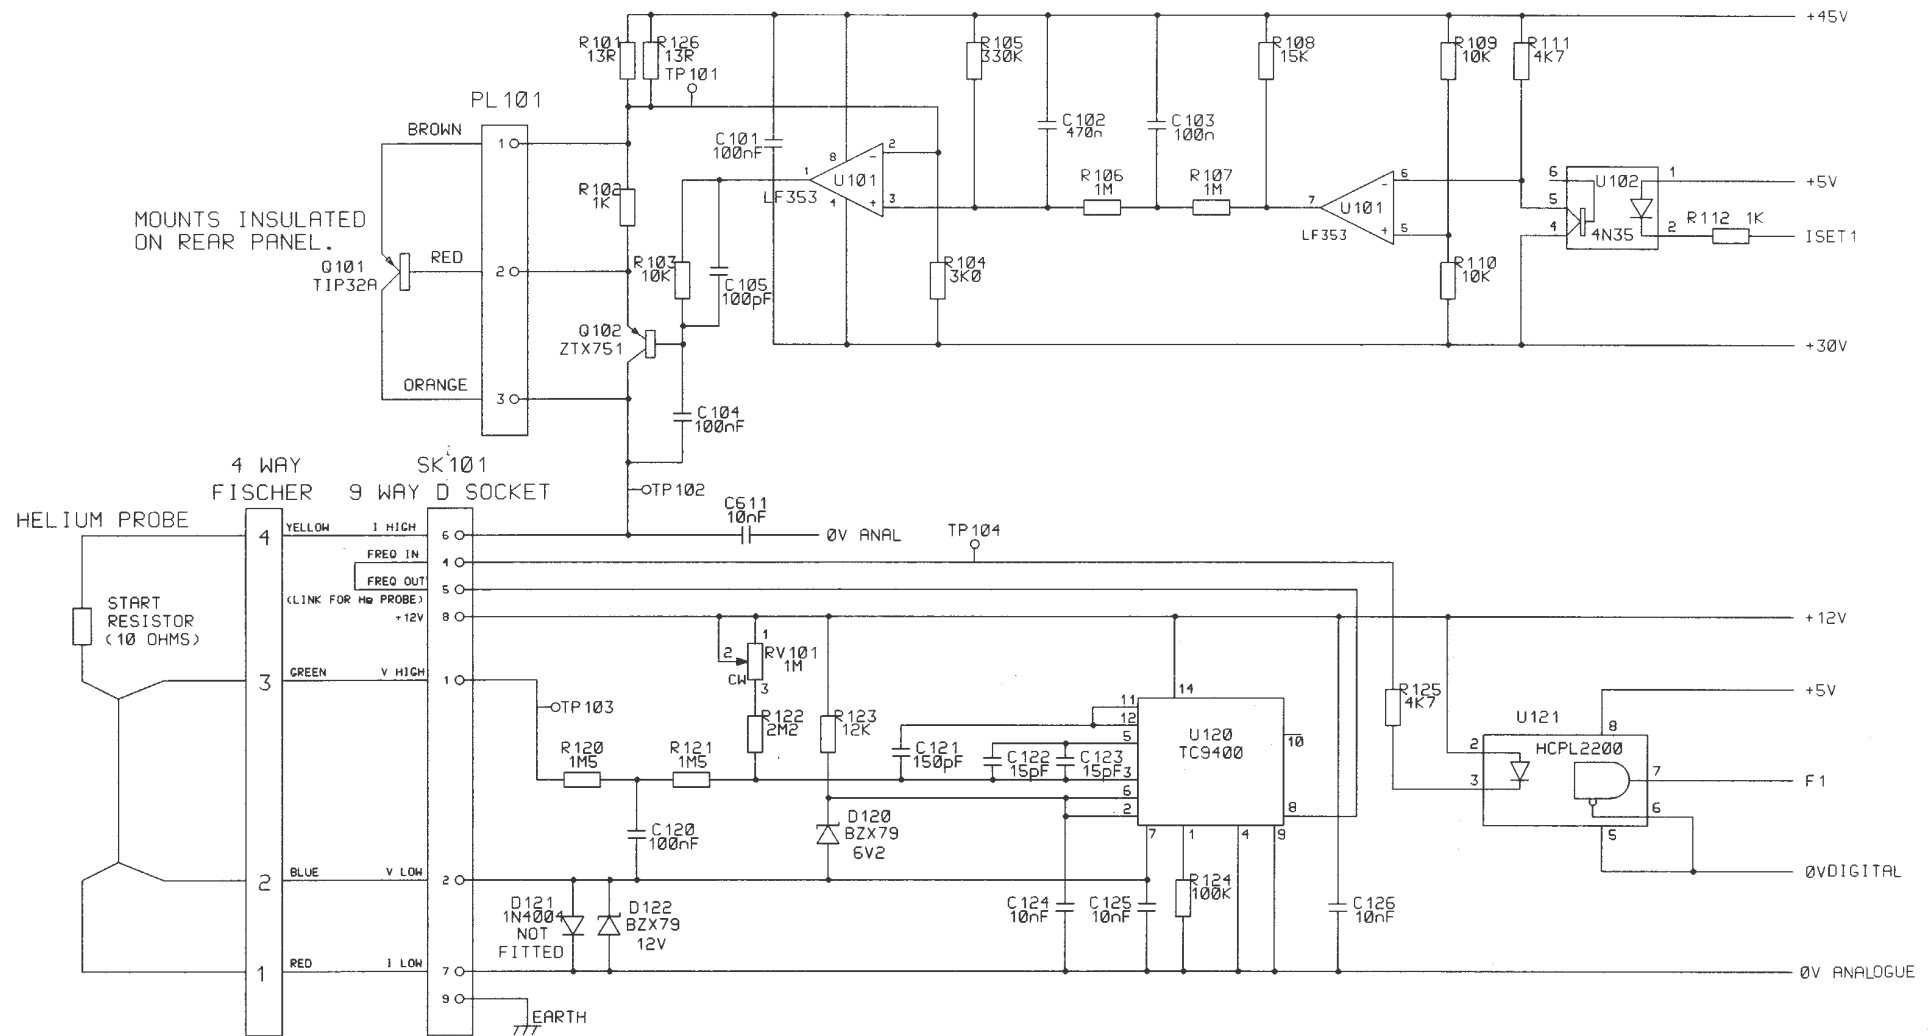 +45V
R101
13R
R126
13R
TP101
R105
330K
R108
15K
R109
10K
R111
4K7
PL101
BROWN
1
C101
100nF
8
1
2
-
U101
LF353
4
+
3
C102
470n
C103
100n
R106
1M
R107
1M
7
U101
LF353
6
-
+
5
6
U102
5
4
4N35
1
2
+5V
R112 1K
ISET1
R102
1K
MOUNTS INSULATED
ON REAR PANEL.
Q101
TIP32A
RED
2
R103
10K
C105
100pF
R104
3K0
R110
10K
Q102
ZTX751
+30V
ORANGE
3
C104
100nF
4 WAY
FISCHER
SK101
9 WAY D SOCKET
TP102
HELIUM PROBE
4
YELLOW
I HIGH
6
C611
10nF
0V ANAL
TP104
FREQ IN
4
FREQ OUT
5
(LINK FOR He PROBE)
+12V
8
+12V
START
RESISTOR
(10 OHMS)
1
2
RV101
1M
CW
3
3
GREEN
V HIGH
1
TP103
R120
1M5
R121
1M5
R122
2M2
R123
12K
C121
150pF
C122
15pF
C123
15pF
14
11
12
5
3
6
2
U120
TC9400
10
8
7
1
4
9
R125
4K7
+5V
U121
8
HCPL2200
2
3
7
F1
6
5
C120
100nF
D120
BZX79
6V2
2
BLUE
V LOW
2
0VDIGITAL
D121
1N4004
NOT
FITTED
D122
BZX79
12V
C124
10nF
C125
10nF
R124
100K
C126
10nF
1
RED
I LOW
7
0V ANALOGUE
9
EARTH